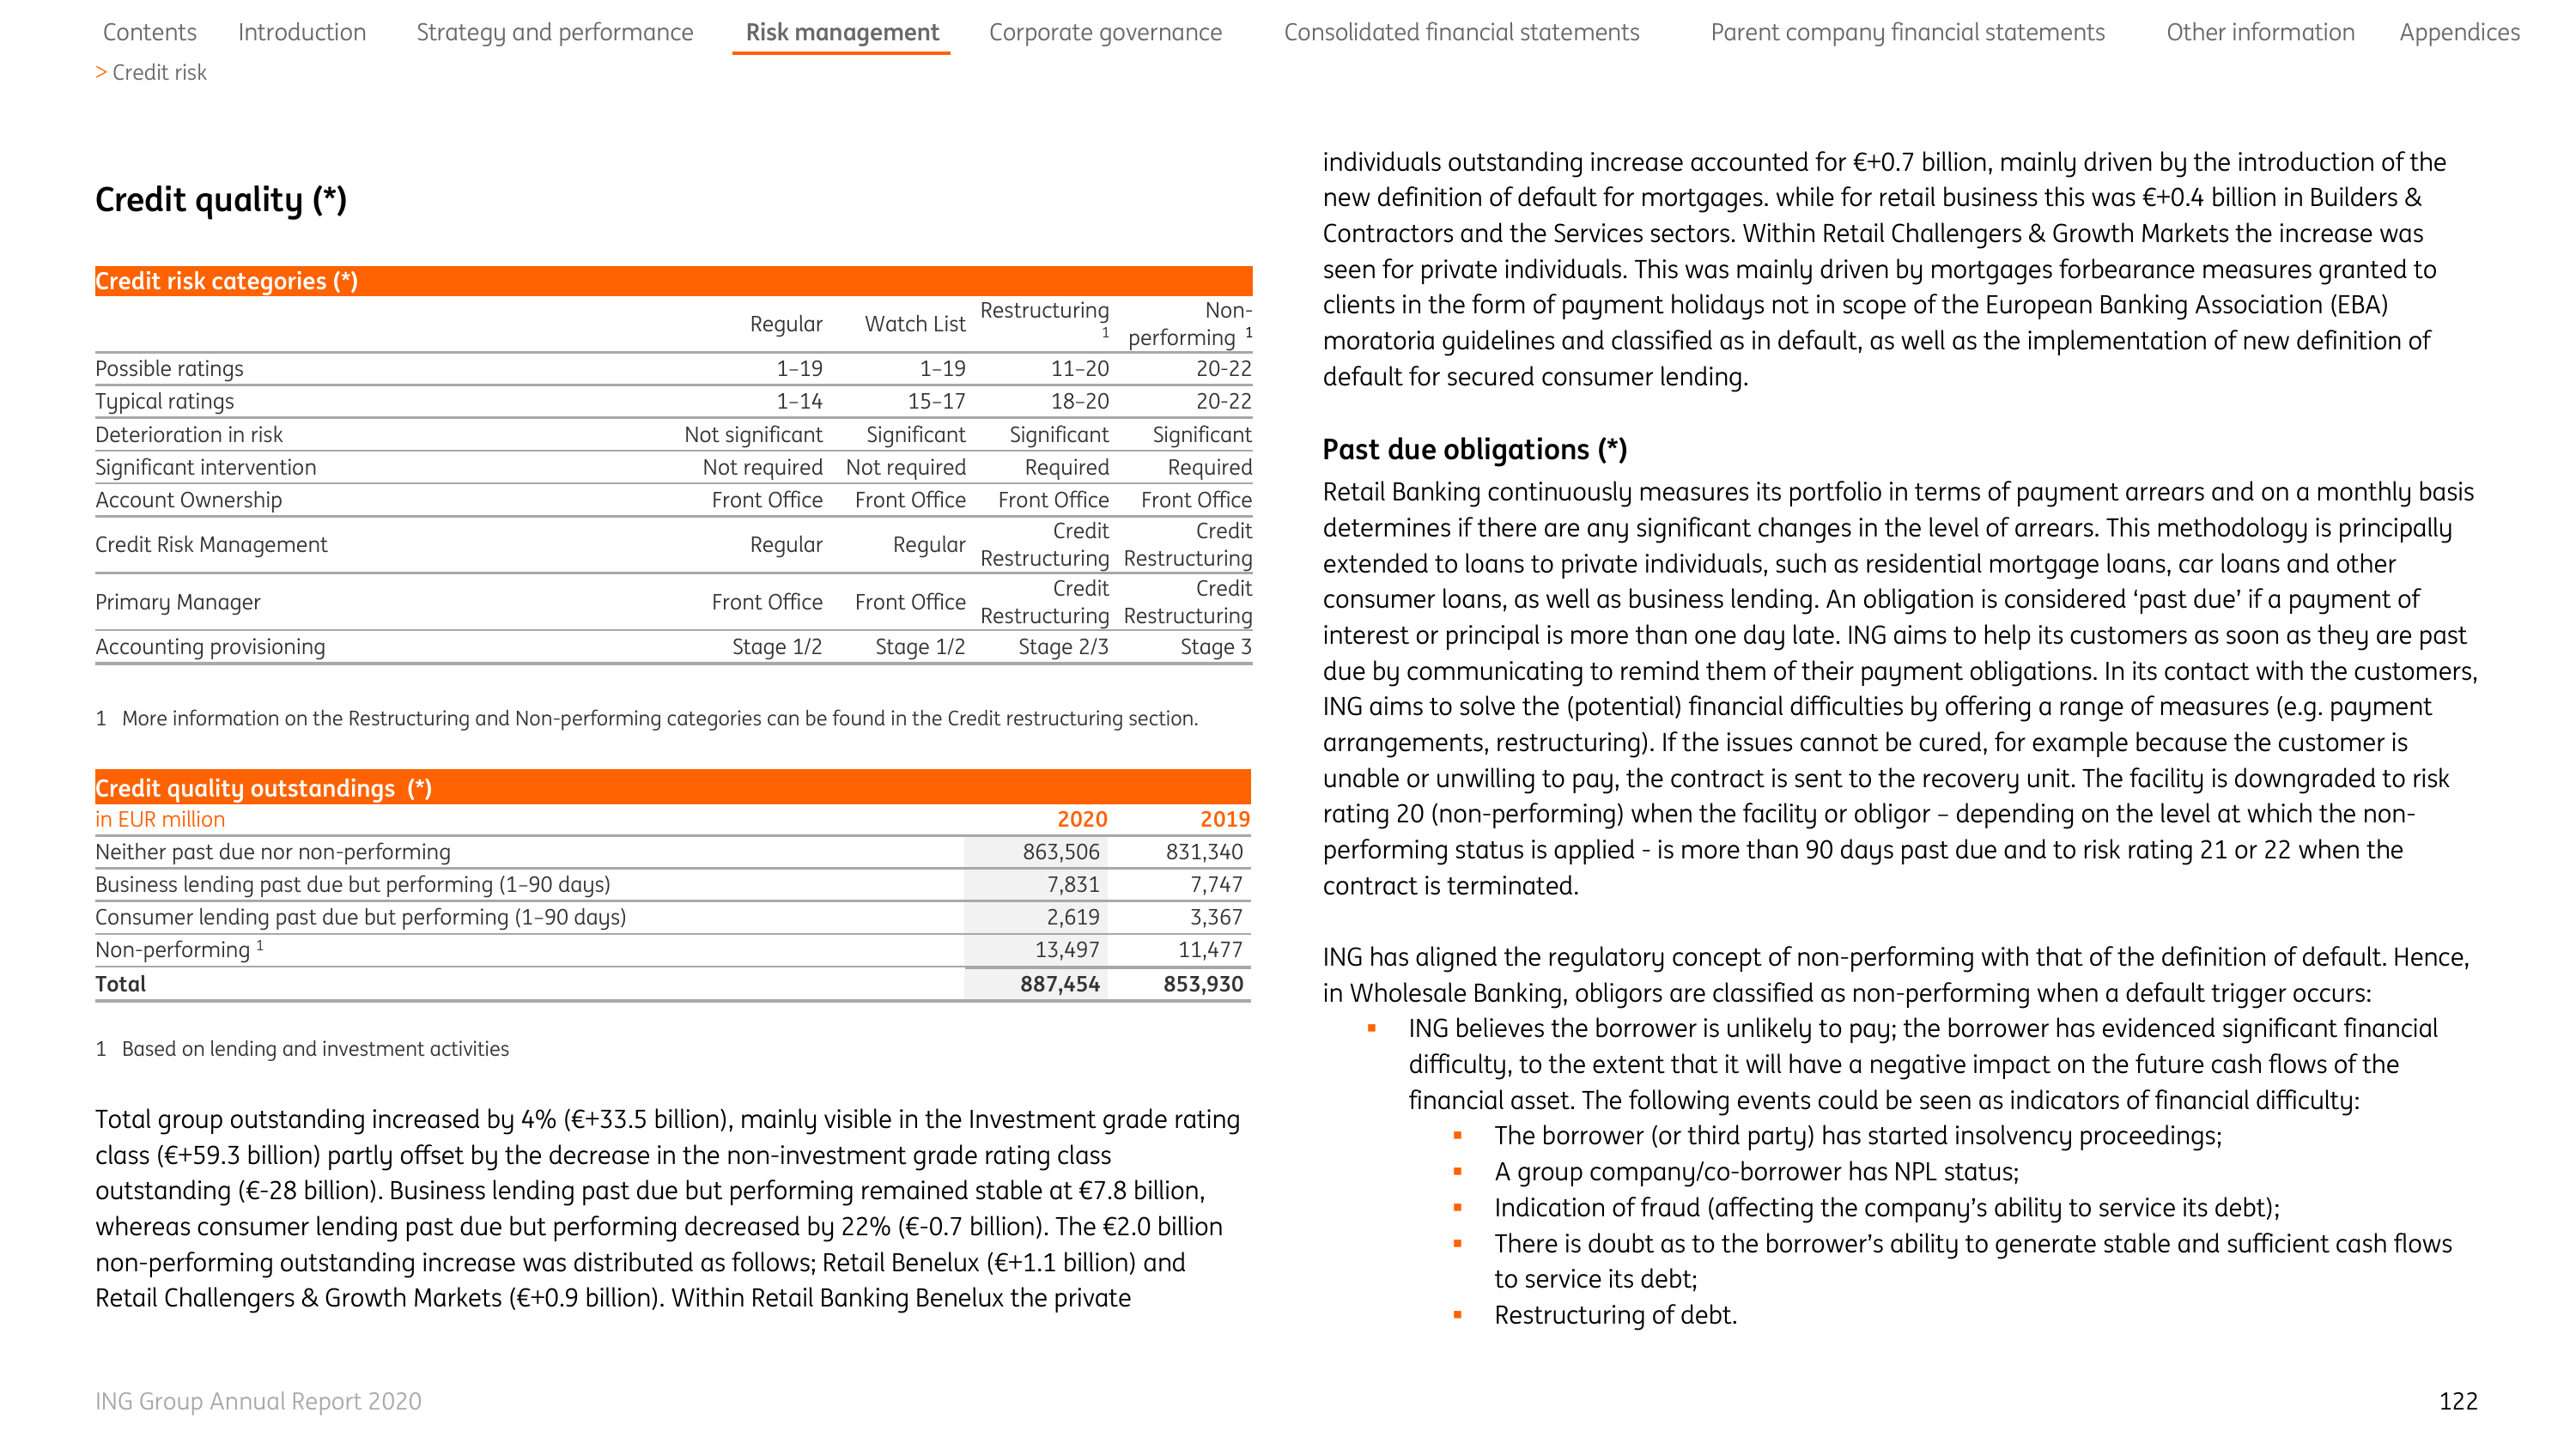 Contents Introduction Strategy and performance Risk management Corporate governance Consolidated financial statements Parent company financial statements Other information Appendices
> Credit risk
Credit quality (*)
Credit risk categories (*)
Regular Watch List Restructuring 1 Non-performing 1
Possible ratings 1–19 1–19 11–20 20-22
Typical ratings 1–14 15–17 18–20 20-22
Deterioration in risk Not significant Significant Significant Significant
Significant intervention Not required Not required Required Required
Account Ownership Front Office Front Office Front Office Front Office
Credit Risk Management Regular Regular Credit Restructuring Credit Restructuring
Primary Manager Front Office Front Office Credit Restructuring Credit Restructuring
Accounting provisioning Stage 1/2 Stage 1/2 Stage 2/3 Stage 3
1 More information on the Restructuring and Non-performing categories can be found in the Credit restructuring section.
Credit quality outstandings (*)
in EUR million 2020 2019
Neither past due nor non-performing 863,506 831,340
Business lending past due but performing (1–90 days) 7,831 7,747
Consumer lending past due but performing (1–90 days) 2,619 3,367
Non-performing 1 13,497 11,477
Total 887,454 853,930
1 Based on lending and investment activities
Total group outstanding increased by 4% (€+33.5 billion), mainly visible in the Investment grade rating
class (€+59.3 billion) partly offset by the decrease in the non-investment grade rating class
outstanding (€-28 billion). Business lending past due but performing remained stable at €7.8 billion,
whereas consumer lending past due but performing decreased by 22% (€-0.7 billion). The €2.0 billion
non-performing outstanding increase was distributed as follows; Retail Benelux (€+1.1 billion) and
Retail Challengers & Growth Markets (€+0.9 billion). Within Retail Banking Benelux the private
individuals outstanding increase accounted for €+0.7 billion, mainly driven by the introduction of the
new definition of default for mortgages. while for retail business this was €+0.4 billion in Builders &
Contractors and the Services sectors. Within Retail Challengers & Growth Markets the increase was
seen for private individuals. This was mainly driven by mortgages forbearance measures granted to
clients in the form of payment holidays not in scope of the European Banking Association (EBA)
moratoria guidelines and classified as in default, as well as the implementation of new definition of
default for secured consumer lending.
Past due obligations (*)
Retail Banking continuously measures its portfolio in terms of payment arrears and on a monthly basis
determines if there are any significant changes in the level of arrears. This methodology is principally
extended to loans to private individuals, such as residential mortgage loans, car loans and other
consumer loans, as well as business lending. An obligation is considered ‘past due’ if a payment of
interest or principal is more than one day late. ING aims to help its customers as soon as they are past
due by communicating to remind them of their payment obligations. In its contact with the customers,
ING aims to solve the (potential) financial difficulties by offering a range of measures (e.g. payment
arrangements, restructuring). If the issues cannot be cured, for example because the customer is
unable or unwilling to pay, the contract is sent to the recovery unit. The facility is downgraded to risk
rating 20 (non-performing) when the facility or obligor – depending on the level at which the non-
performing status is applied - is more than 90 days past due and to risk rating 21 or 22 when the
contract is terminated.
ING has aligned the regulatory concept of non-performing with that of the definition of default. Hence,
in Wholesale Banking, obligors are classified as non-performing when a default trigger occurs:
▪ ING believes the borrower is unlikely to pay; the borrower has evidenced significant financial
difficulty, to the extent that it will have a negative impact on the future cash flows of the
financial asset. The following events could be seen as indicators of financial difficulty:
▪ The borrower (or third party) has started insolvency proceedings;
▪ A group company/co-borrower has NPL status;
▪ Indication of fraud (affecting the company’s ability to service its debt);
▪ There is doubt as to the borrower’s ability to generate stable and sufficient cash flows
to service its debt;
▪ Restructuring of debt.
ING Group Annual Report 2020 122